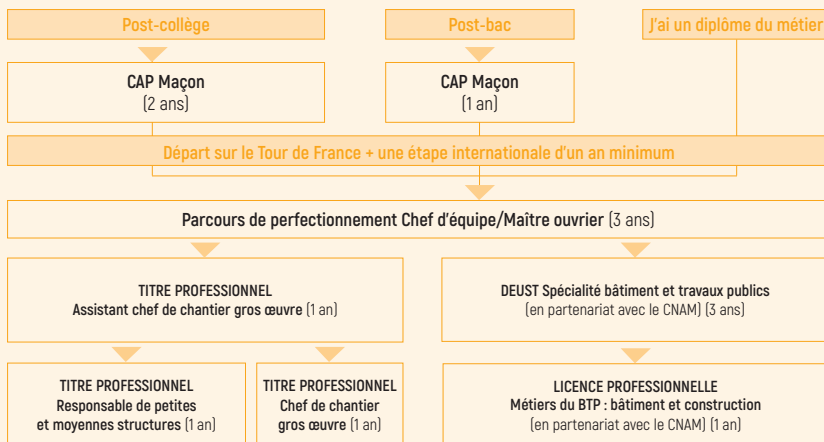 Post-collège
Post-bac
J'ai un diplôme du métier
CAP Maçon
(2 ans)
CAP Maçon
(1 an)
Départ sur le Tour de France + une étape internationale d'un an minimum
Parcours de perfectionnement Chef d'équipe/Maître ouvrier (3 ans)
TITRE PROFESSIONNEL
Assistant chef de chantier gros œuvre (1 an)
DEUST Spécialité bâtiment et travaux publics
(en partenariat avec le CNAM) (3 ans)
TITRE PROFESSIONNEL
Responsable de petites
et moyennes structures (1 an)
TITRE PROFESSIONNEL
Chef de chantier
gros œuvre (1 an)
LICENCE PROFESSIONNELLE
Métiers du BTP : bâtiment et construction
(en partenariat avec le CNAM) (1 an)